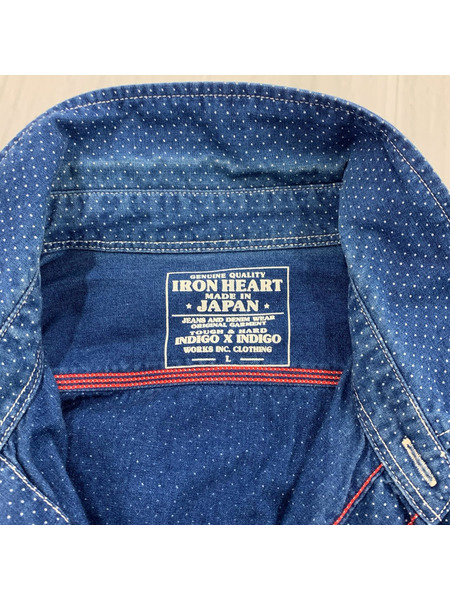 GENUINE QUALITY
IRON HEART
MADE IN
★ JAPAN ★
JEANS AND DENIM WEAR
ORIGINAL GARMENT
TOUGH & HARD
INDIGO X INDIGO
WORKS INC. CLOTHING
L